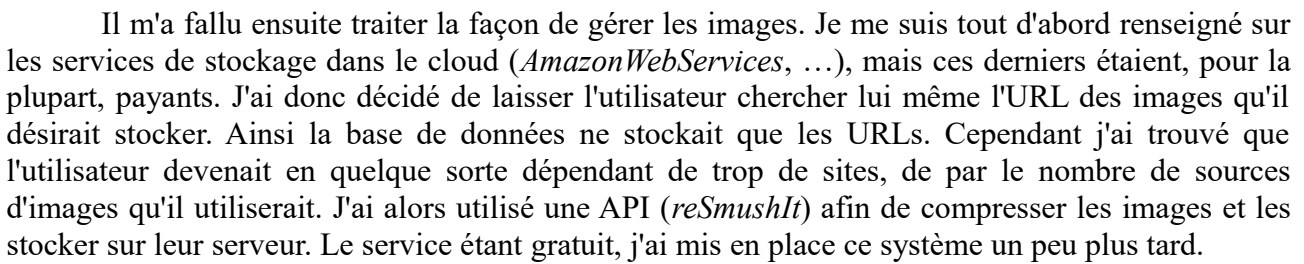 Il m'a fallu ensuite traiter la façon de gérer les images. Je me suis tout d'abord renseigné sur
les services de stockage dans le cloud (AmazonWebServices, …), mais ces derniers étaient, pour la
plupart, payants. J'ai donc décidé de laisser l'utilisateur chercher lui même l'URL des images qu'il
désirait stocker. Ainsi la base de données ne stockait que les URLs. Cependant j'ai trouvé que
l'utilisateur devenait en quelque sorte dépendant de trop de sites, de par le nombre de sources
d'images qu'il utiliserait. J'ai alors utilisé une API (reSmushIt) afin de compresser les images et les
stocker sur leur serveur. Le service étant gratuit, j'ai mis en place ce système un peu plus tard.